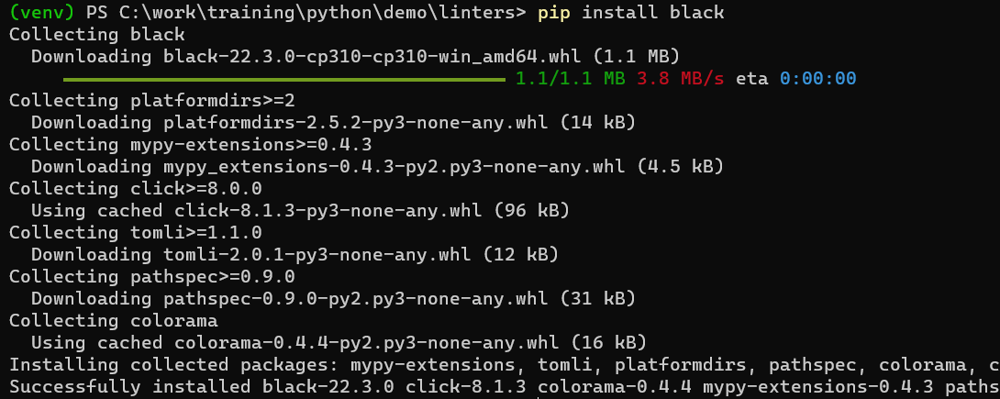 (venv) PS C:\work\training\python\demo\linters> pip install black
Collecting black
  Downloading black-22.3.0-cp310-cp310-win_amd64.whl (1.1 MB)
     ━━━━━━━━━━━━━━━━━━━━━━━━━━━━━━━━━━━━━━━━ 1.1/1.1 MB 3.8 MB/s eta 0:00:00
Collecting platformdirs>=2
  Downloading platformdirs-2.5.2-py3-none-any.whl (14 kB)
Collecting mypy-extensions>=0.4.3
  Downloading mypy_extensions-0.4.3-py2.py3-none-any.whl (4.5 kB)
Collecting click>=8.0.0
  Using cached click-8.1.3-py3-none-any.whl (96 kB)
Collecting tomli>=1.1.0
  Downloading tomli-2.0.1-py3-none-any.whl (12 kB)
Collecting pathspec>=0.9.0
  Downloading pathspec-0.9.0-py2.py3-none-any.whl (31 kB)
Collecting colorama
  Using cached colorama-0.4.4-py2.py3-none-any.whl (16 kB)
Installing collected packages: mypy-extensions, tomli, platformdirs, pathspec, colorama, c
Successfully installed black-22.3.0 click-8.1.3 colorama-0.4.4 mypy-extensions-0.4.3 paths